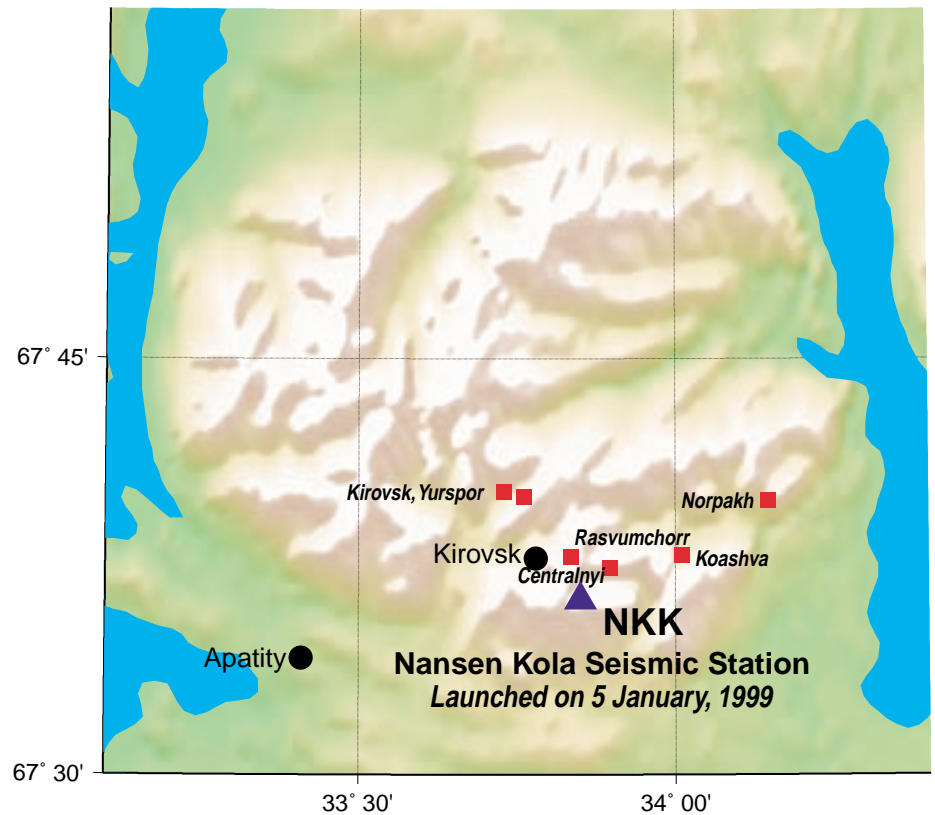 67° 45'
Kirovsk, Yurspor
Norpakh
Rasvumchorr
Kirovsk
Koashva
Centralnyi
NKK
Apatity
Nansen Kola Seismic Station
Launched on 5 January, 1999
67° 30'
33° 30'
34° 00'